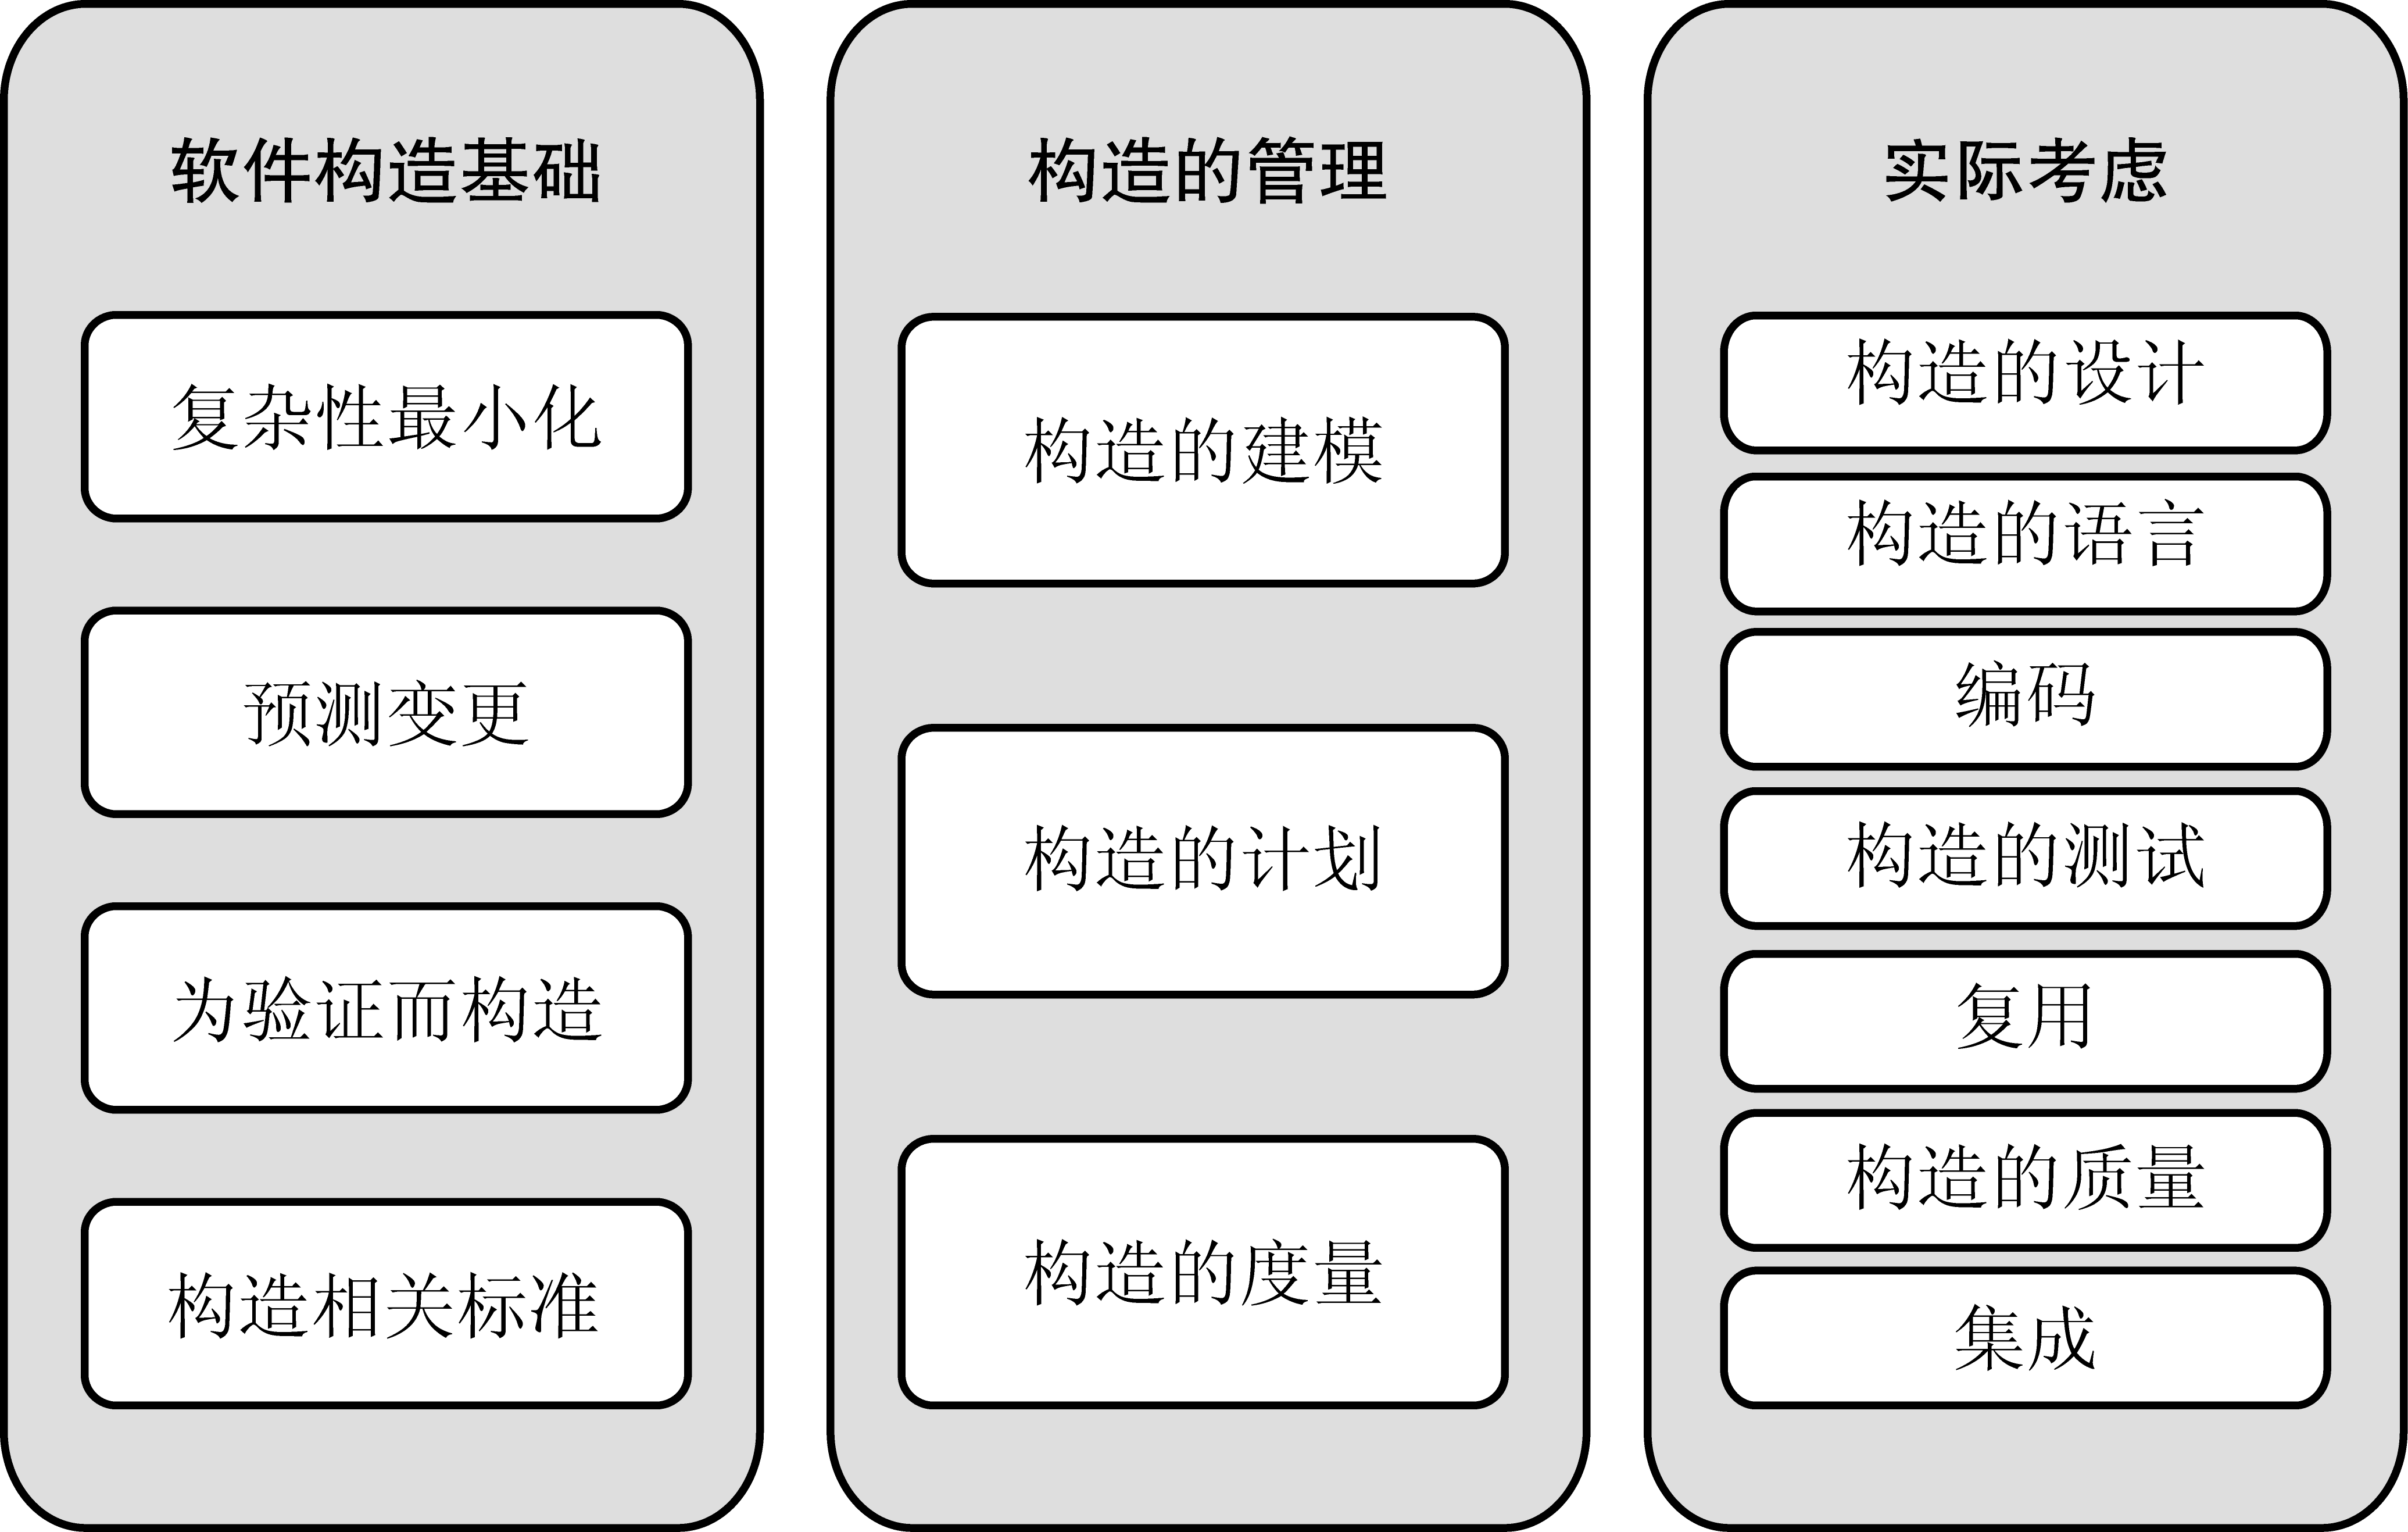 软件构造基础
复杂性最小化
预测变更
为验证而构造
构造相关标准
构造的管理
构造的建模
构造的计划
构造的度量
实际考虑
构造的设计
构造的语言
编码
构造的测试
复用
构造的质量
集成